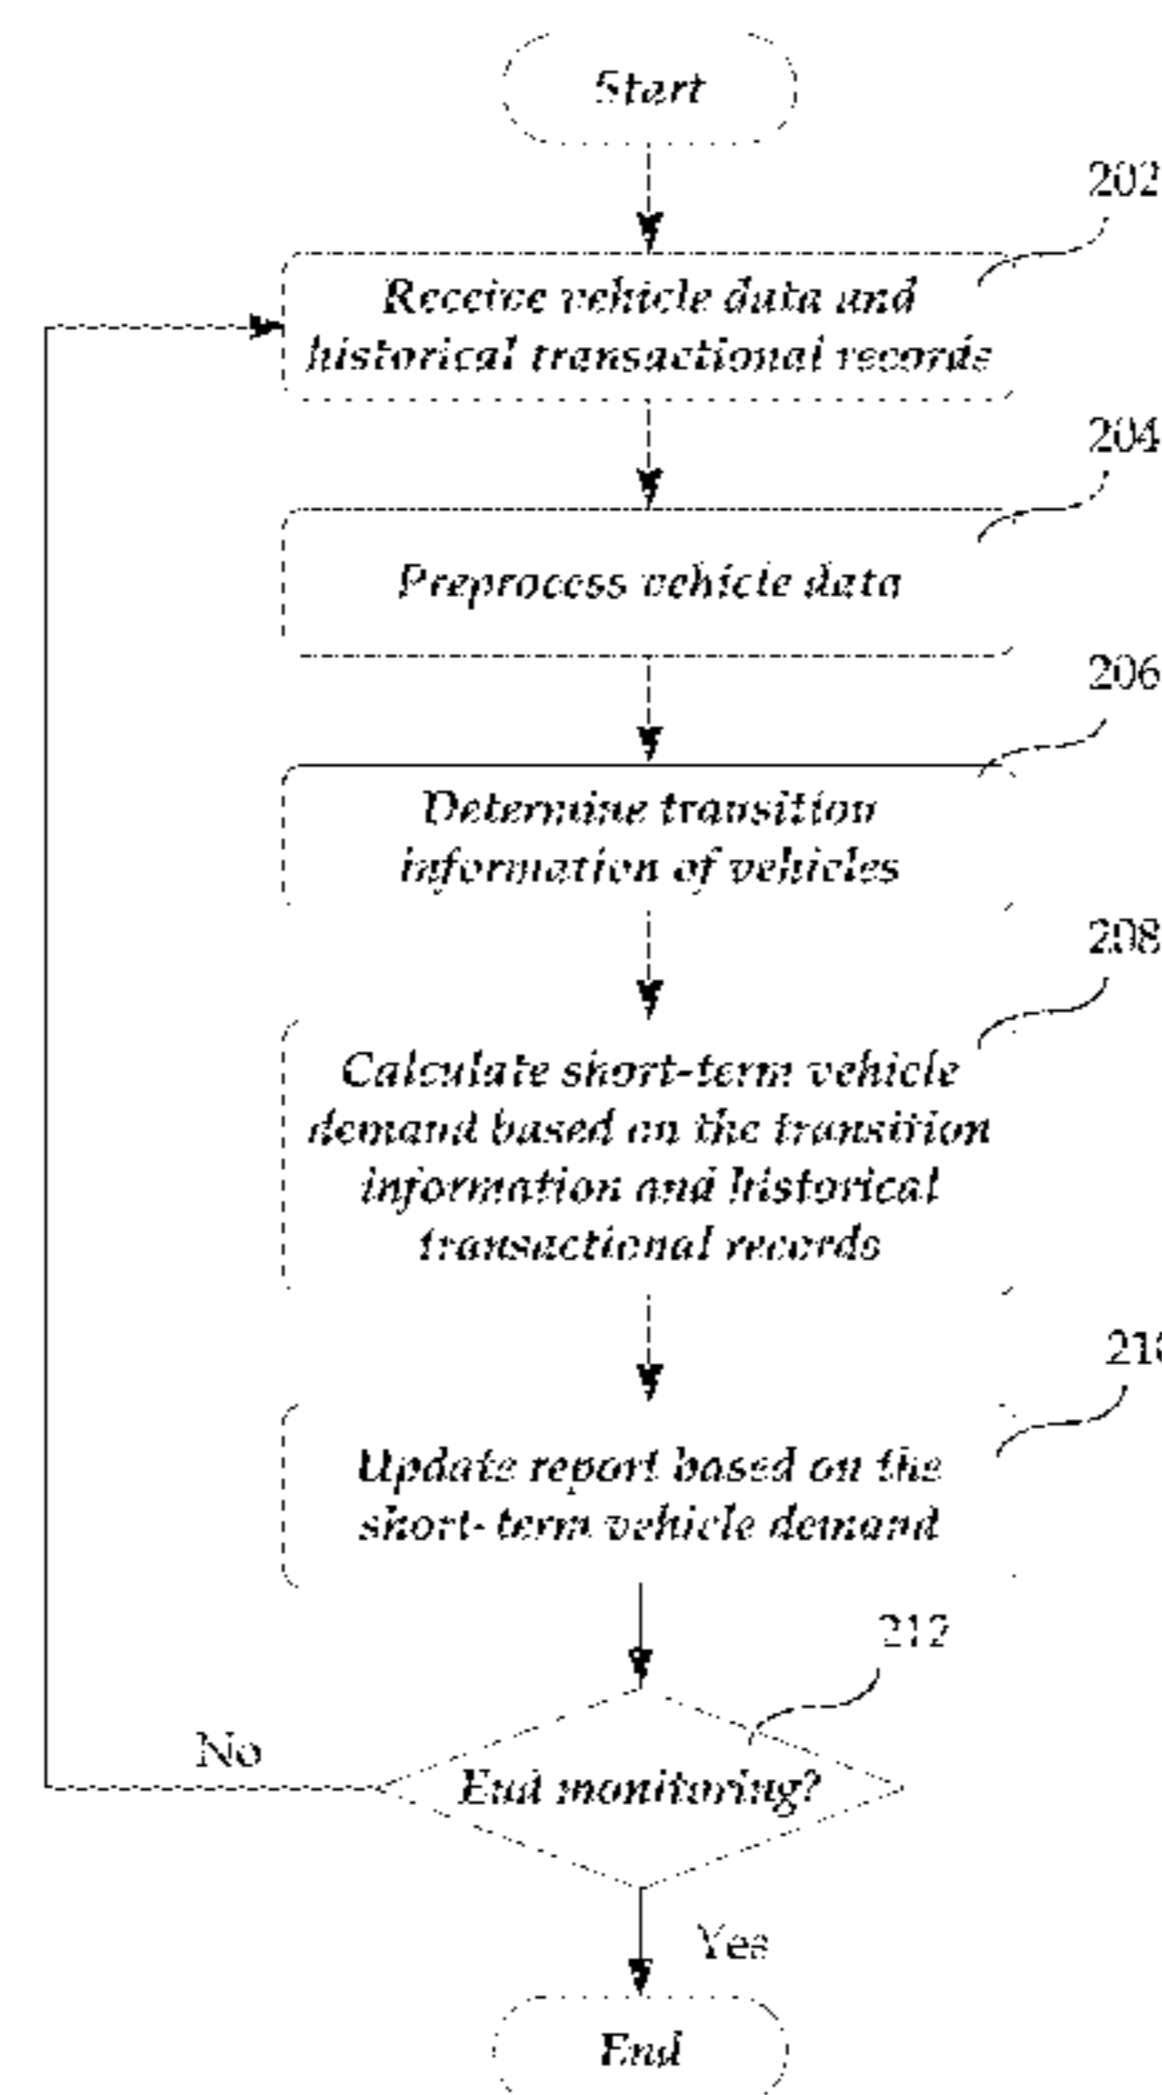 Start
202
Receive vehicle data and
historical transactional records
204
Preprocess vehicle data
206
Determine transition
information of vehicles
208
Calculate short-term vehicle
demand based on the transition
information and historical
transactional records
210
Update report based on the
short-term vehicle demand
212
No
End monitoring?
Yes
End